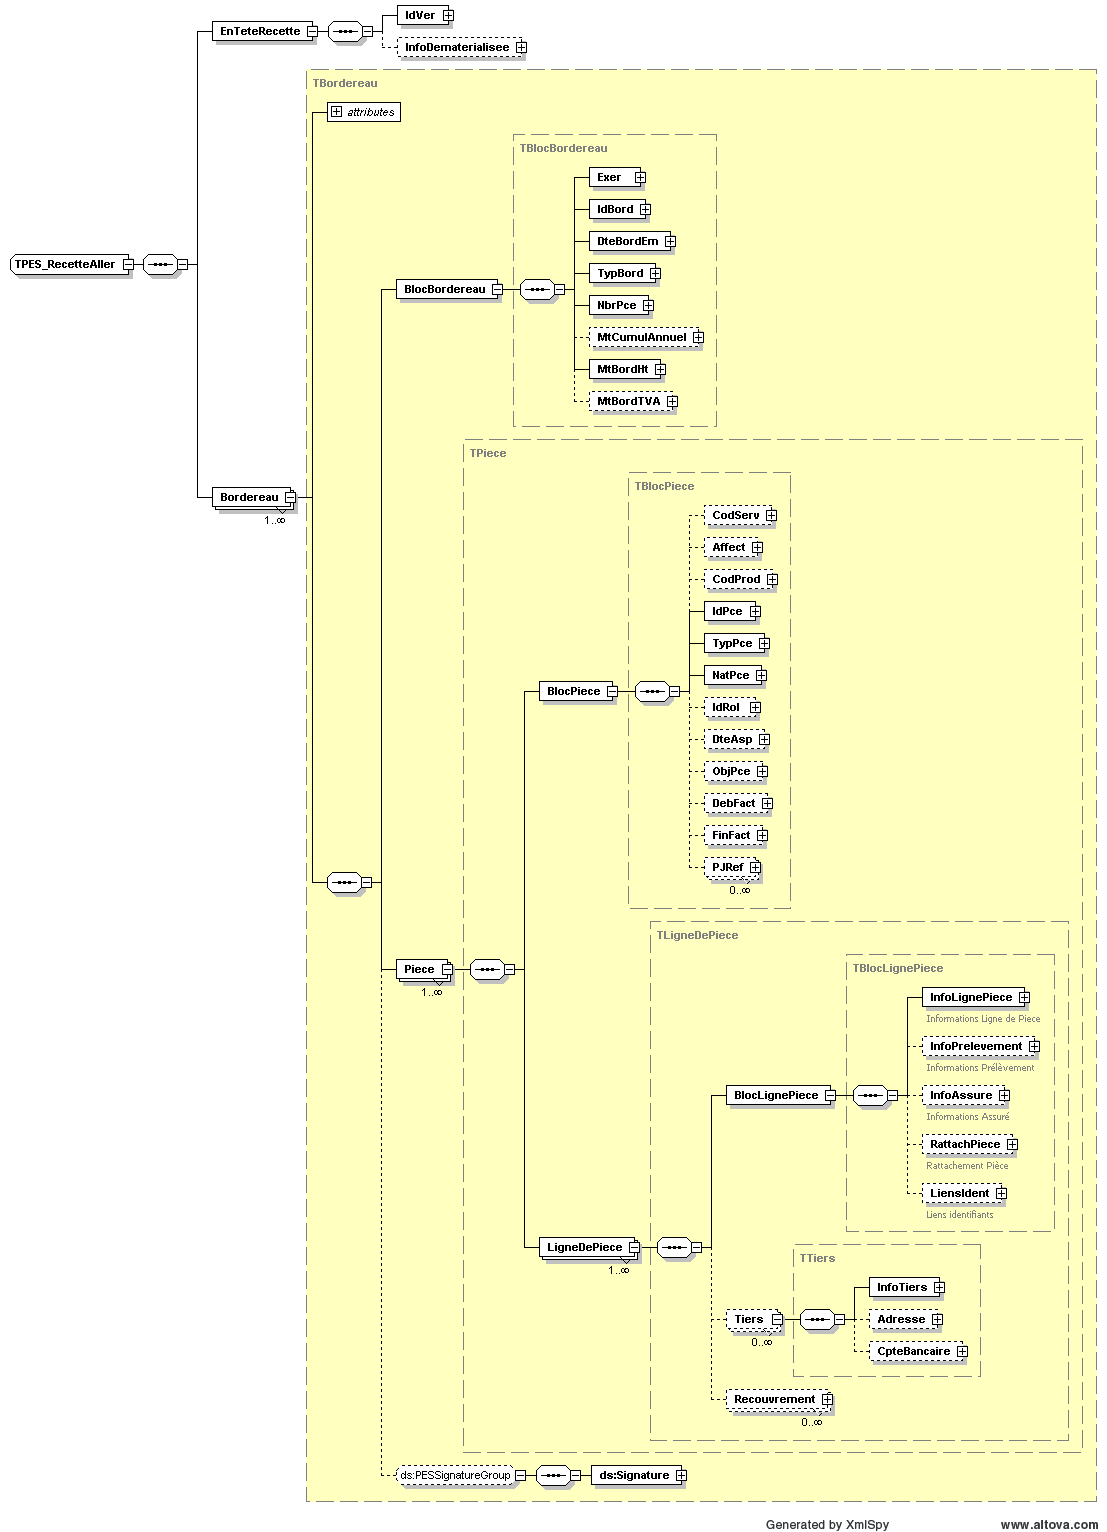 IdVer
EnTeteRecette
InfoDematerialisee
TBordereau
attributes
TBlocBordereau
Exer
IdBord
DteBordEm
TPES_RecetteAller
TypBord
BlocBordereau
NbrPce
MtCumulAnnuel
MtBordHt
MtBordTVA
TPiece
TBlocPiece
Bordereau
1..∞
CodServ
Affect
CodProd
IdPce
TypPce
NatPce
BlocPiece
IdRol
DteAsp
ObjPce
DebFact
FinFact
PJRef
0..∞
TLigneDePiece
Piece
1..∞
TBlocLignePiece
InfoLignePiece
Informations Ligne de Piece
InfoPrelevement
Informations Prélèvement
BlocLignePiece
InfoAssure
Informations Assuré
RattachPiece
Rattachement Pièce
LiensIdent
Liens identifiants
LigneDePiece
1..∞
TTiers
InfoTiers
Tiers
0..∞
Adresse
CpteBancaire
Recouvrement
0..∞
ds:PESSignatureGroup
ds:Signature
Generated by XmlSpy
www.altova.com